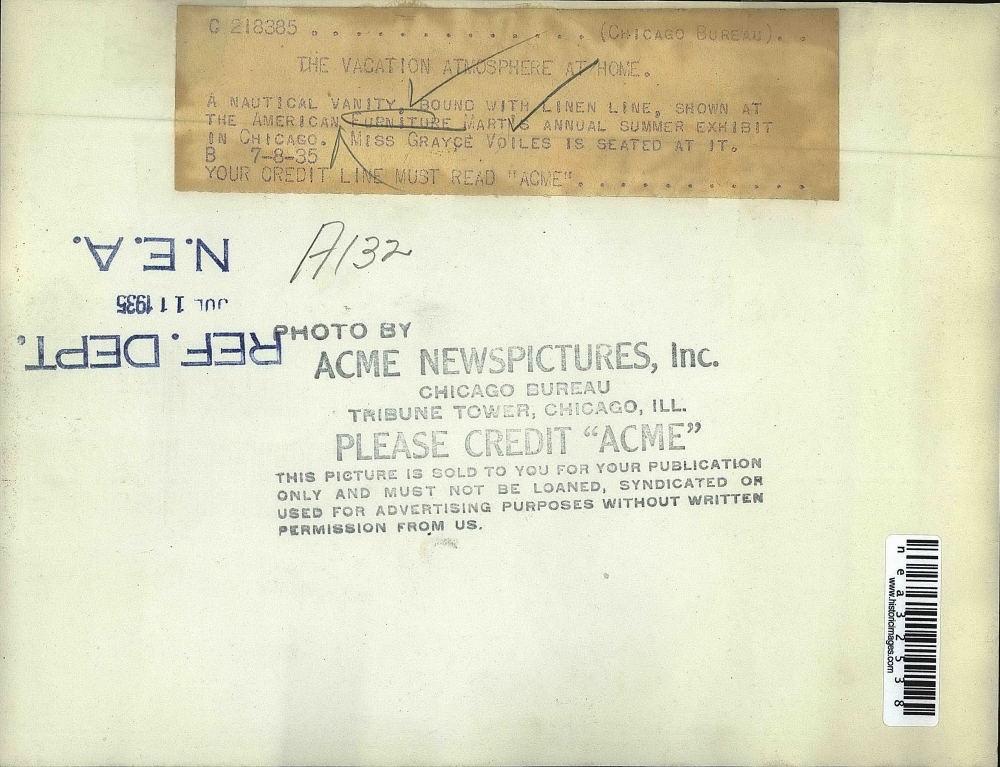 C 218385 . . . . . . . . . . . . . . (CHICAGO BUREAU). . .
THE VACATION ATMOSPHERE AT HOME.
A NAUTICAL VANITY, BOUND WITH LINEN LINE, SHOWN AT
THE AMERICAN FURNITURE MART'S ANNUAL SUMMER EXHIBIT
IN CHICAGO. MISS GRAYCE VOILES IS SEATED AT IT.
B 7-8-35
YOUR CREDIT LINE MUST READ "ACME". . . . . . . . . . . .
A132
N.E.A.
JUL 11 1935
REF. DEPT.
PHOTO BY
ACME NEWSPICTURES, Inc.
CHICAGO BUREAU
TRIBUNE TOWER, CHICAGO, ILL.
PLEASE CREDIT "ACME"
THIS PICTURE IS SOLD TO YOU FOR YOUR PUBLICATION
ONLY AND MUST NOT BE LOANED, SYNDICATED OR
USED FOR ADVERTISING PURPOSES WITHOUT WRITTEN
PERMISSION FROM US.
nea32538
www.historicimages.com